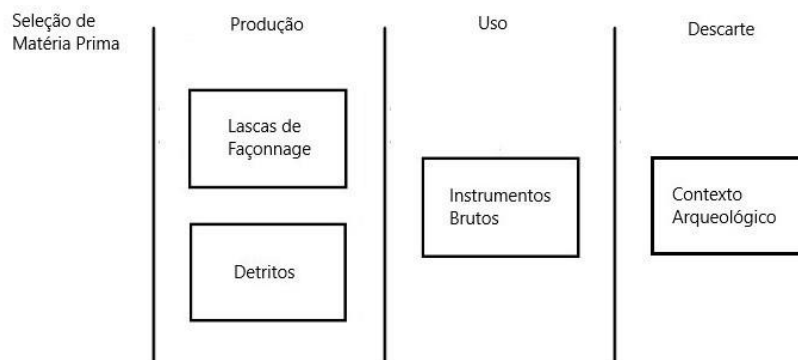 Seleção de
Matéria Prima
Produção
Uso
Descarte
Lascas de
Façonnage
Detritos
Instrumentos
Brutos
Contexto
Arqueológico